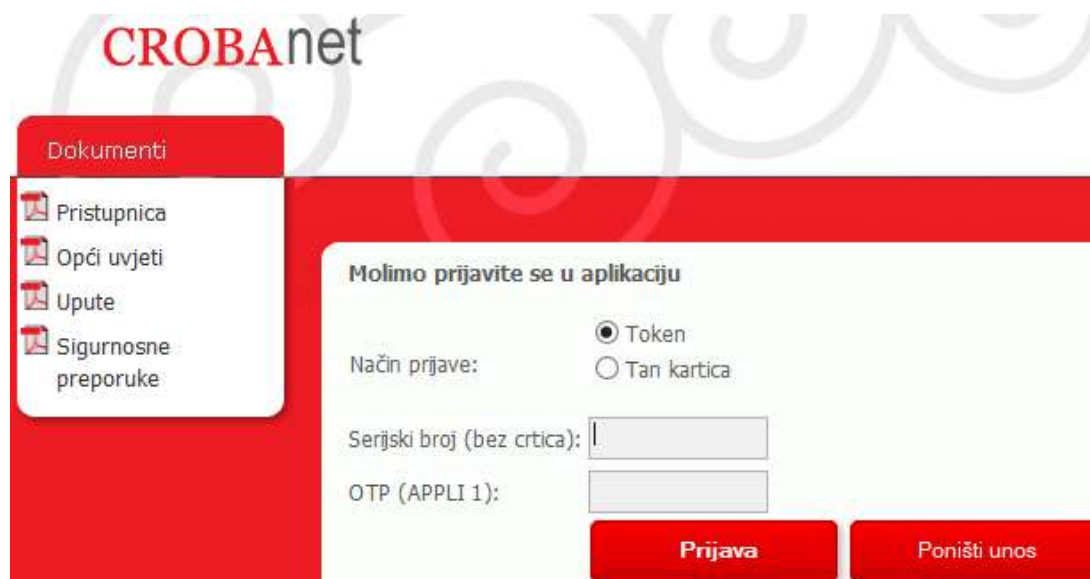 CROBAnet
Dokumenti
Pristupnica
Opći uvjeti
Upute
Sigurnosne
preporuke
Molimo prijavite se u aplikaciju
Način prijave:
Token
Tan kartica
Serijski broj (bez crtica):
OTP (APPLI 1):
Prijava
Poništi unos